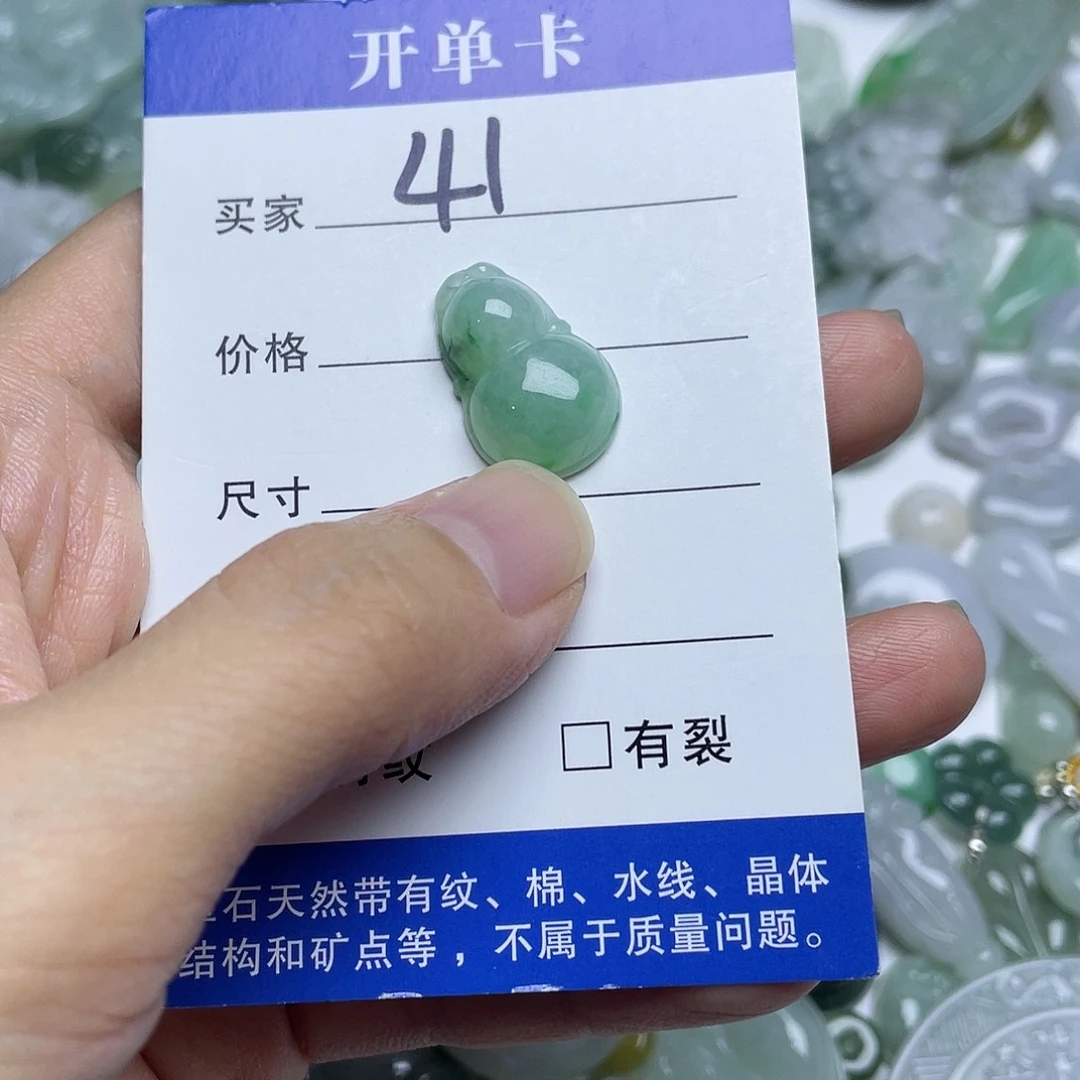 开单卡
买家 41
价格
尺寸
纹 □有裂
石天然带有纹、棉、水线、晶体
结构和矿点等，不属于质量问题。